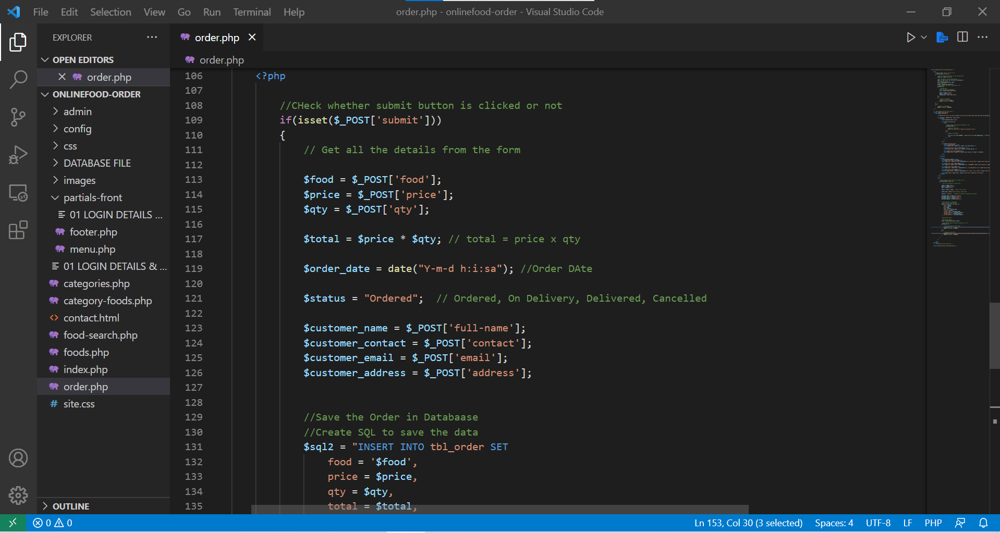 File Edit Selection View Go Run Terminal Help
order.php - onlinefood-order - Visual Studio Code
EXPLORER
OPEN EDITORS
order.php
ONLINEFOOD-ORDER
admin
config
css
DATABASE FILE
images
partials-front
01 LOGIN DETAILS ...
footer.php
menu.php
01 LOGIN DETAILS & ...
categories.php
category-foods.php
contact.html
food-search.php
foods.php
index.php
order.php
# site.css
OUTLINE
order.php
order.php
106 <?php
107
108 //CHeck whether submit button is clicked or not
109 if(isset($_POST['submit']))
110 {
111 // Get all the details from the form
112
113 $food = $_POST['food'];
114 $price = $_POST['price'];
115 $qty = $_POST['qty'];
116
117 $total = $price * $qty; // total = price x qty
118
119 $order_date = date("Y-m-d h:i:sa"); //Order DAte
120
121 $status = "Ordered";  // Ordered, On Delivery, Delivered, Cancelled
122
123 $customer_name = $_POST['full-name'];
124 $customer_contact = $_POST['contact'];
125 $customer_email = $_POST['email'];
126 $customer_address = $_POST['address'];
127
128
129 //Save the Order in Databaase
130 //Create SQL to save the data
131 $sql2 = "INSERT INTO tbl_order SET
132 food = '$food',
133 price = $price,
134 qty = $qty,
135 total = $total,
0 0
Ln 153, Col 30 (3 selected) Spaces: 4 UTF-8 LF PHP